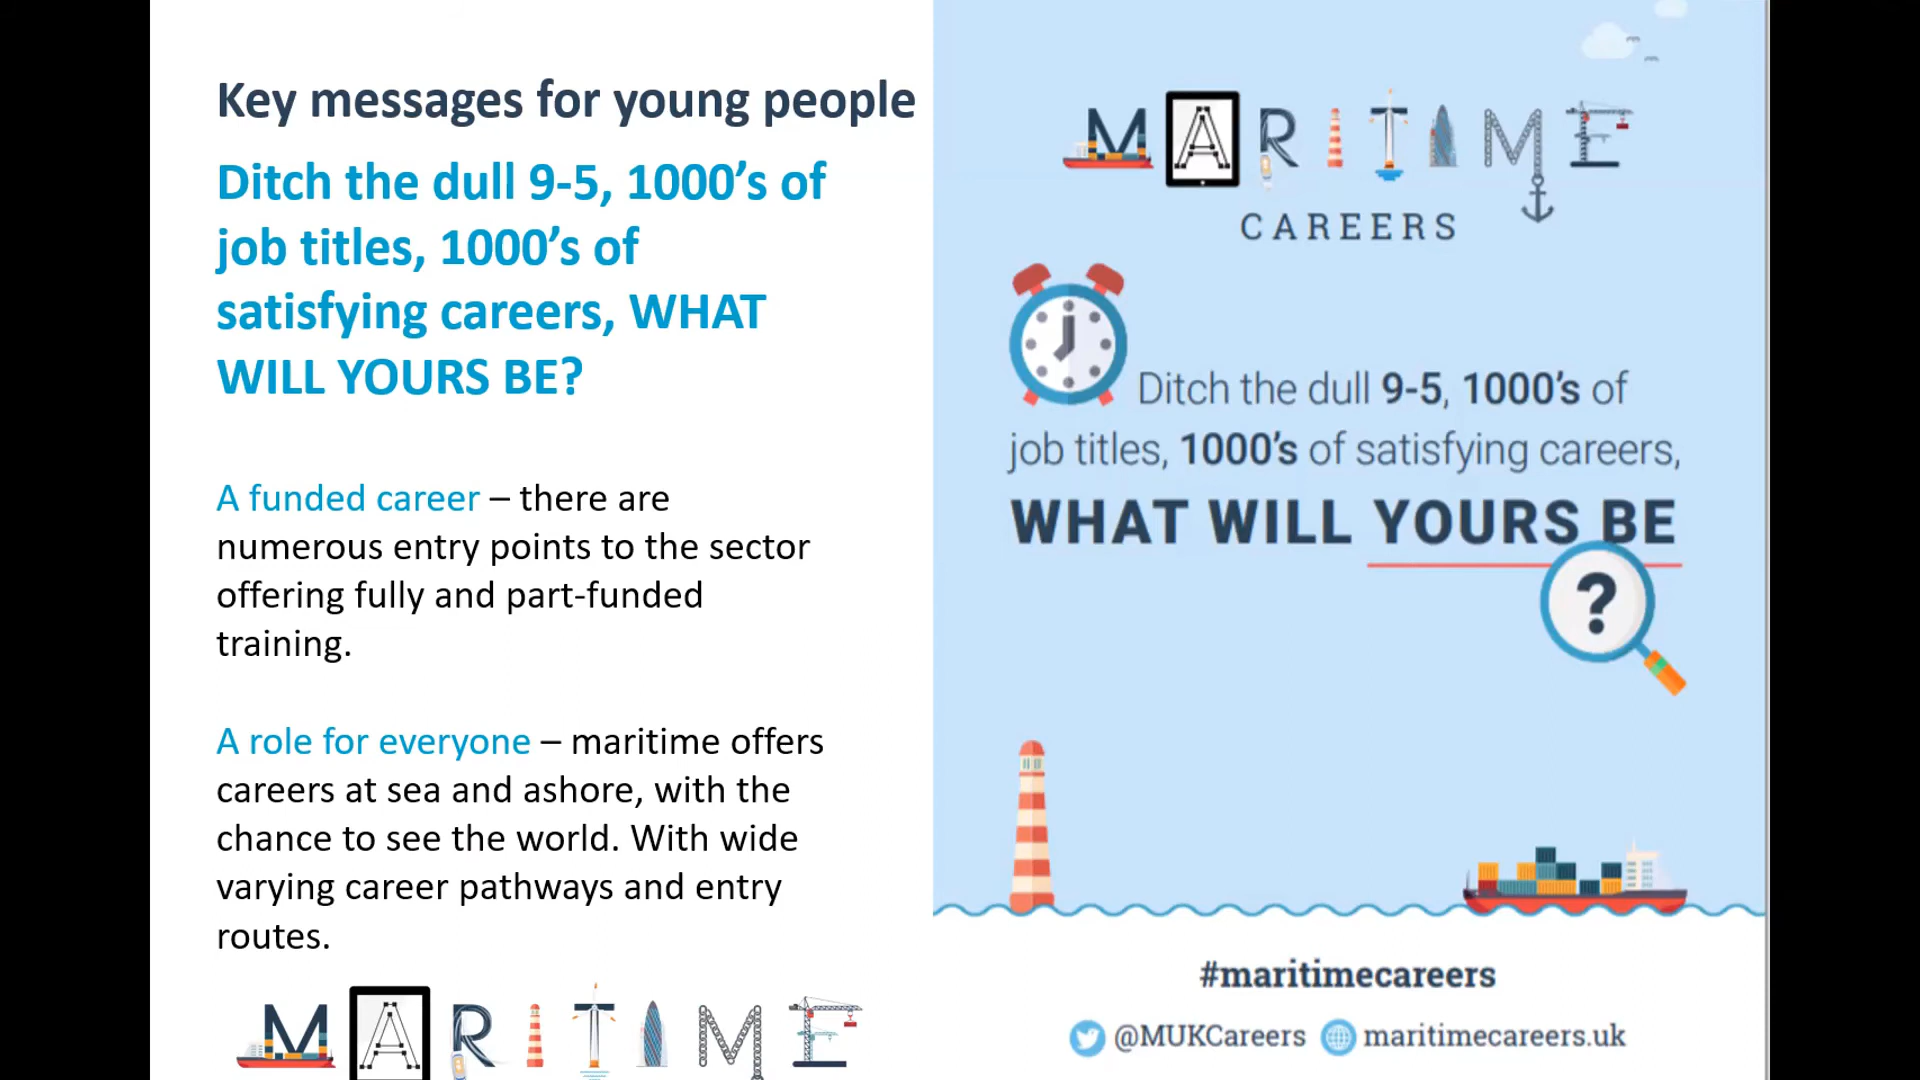 Key messages for young people
Ditch the dull 9-5, 1000’s of
job titles, 1000’s of
satisfying careers, WHAT
WILL YOURS BE?
A funded career – there are
numerous entry points to the sector
offering fully and part-funded
training.
A role for everyone – maritime offers
careers at sea and ashore, with the
chance to see the world. With wide
varying career pathways and entry
routes.
MARITIME
MARITIME
CAREERS
Ditch the dull 9-5, 1000’s of
job titles, 1000’s of satisfying careers,
WHAT WILL YOURS BE
?
#maritimecareers
@MUKCareers maritimecareers.uk